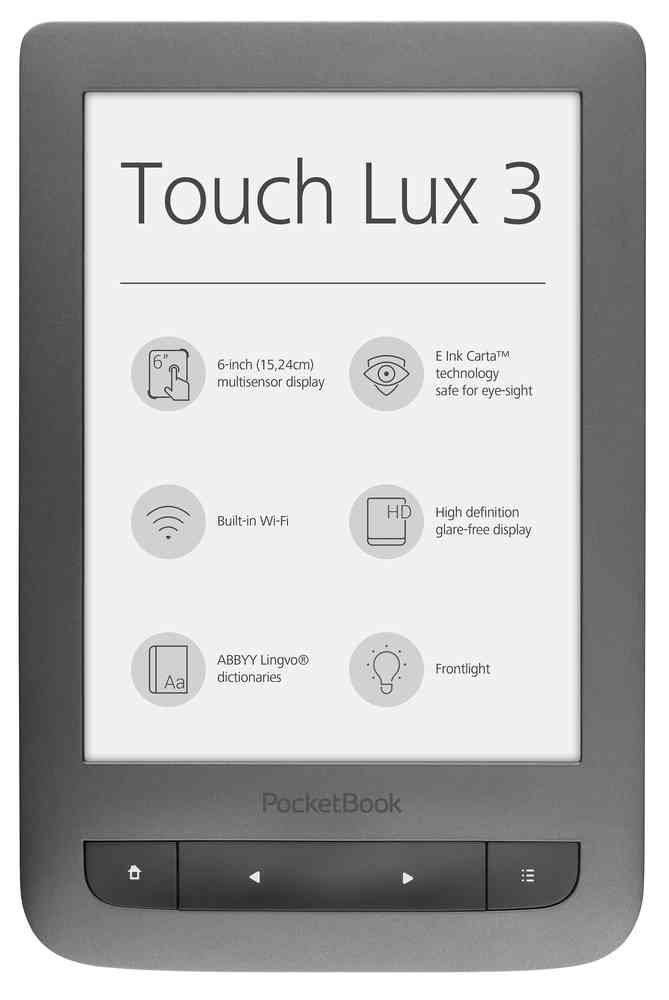 Touch Lux 3
6"
6-inch (15,24cm)
multisensor display
E Ink Carta™
technology
safe for eye-sight
Built-in Wi-Fi
HD
High definition
glare-free display
Aa
ABBYY Lingvo®
dictionaries
Frontlight
PocketBook